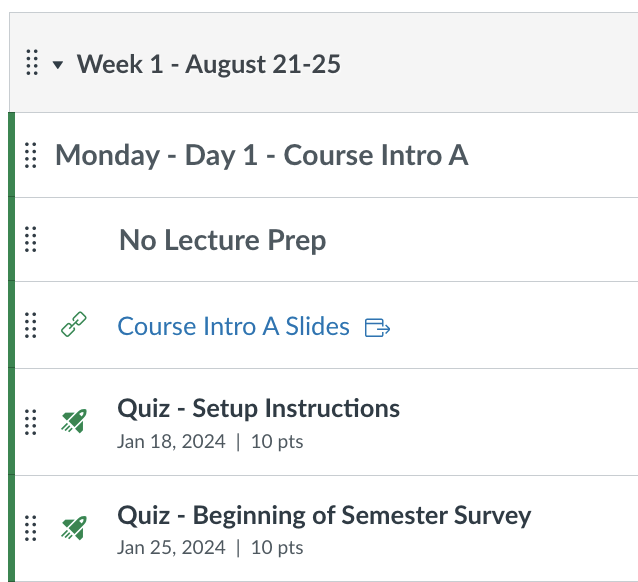 Week 1 - August 21-25
Monday - Day 1 - Course Intro A
No Lecture Prep
Course Intro A Slides
Quiz - Setup Instructions
Jan 18, 2024 | 10 pts
Quiz - Beginning of Semester Survey
Jan 25, 2024 | 10 pts